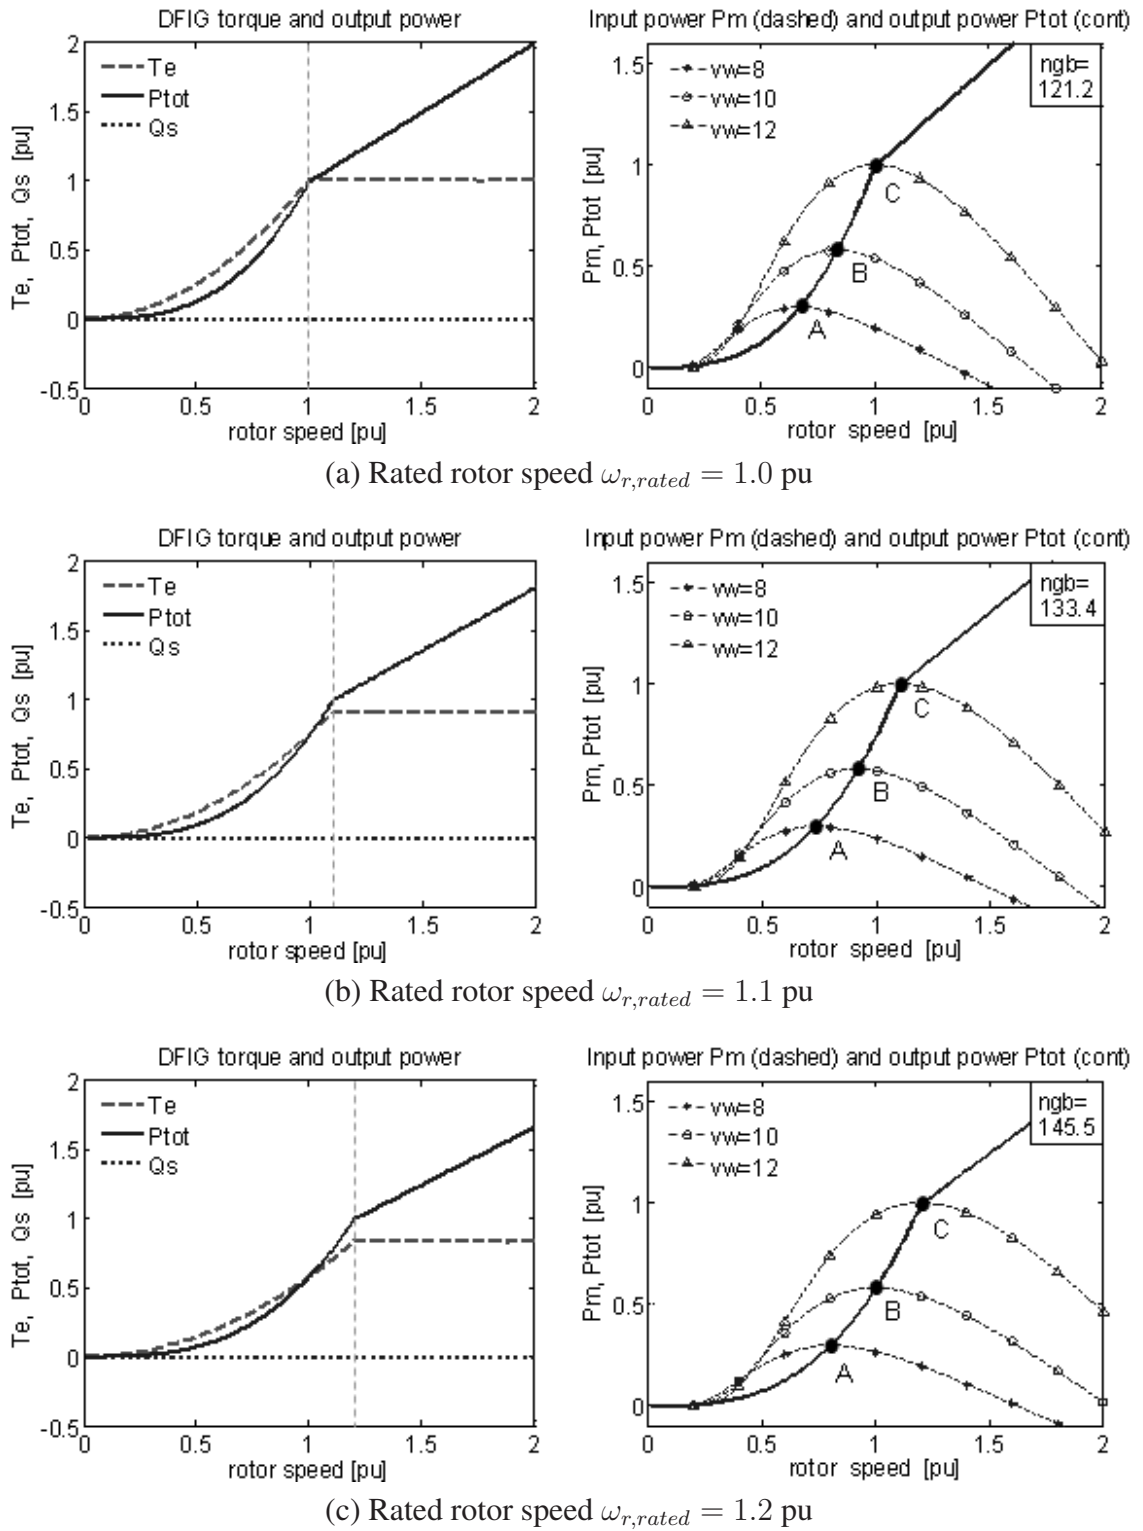 DFIG torque and output power
Te
Ptot
Qs
Te, Ptot, Qs [pu]
2
1.5
1
0.5
0
-0.5
0 0.5 1 1.5 2
rotor speed [pu]
Input power Pm (dashed) and output power Ptot (cont)
vw=8
vw=10
vw=12
ngb=
121.2
Pm, Ptot [pu]
1.5
1
0.5
0
A
B
C
0 0.5 1 1.5 2
rotor speed [pu]
(a) Rated rotor speed ωr,rated = 1.0 pu
DFIG torque and output power
Te
Ptot
Qs
Te, Ptot, Qs [pu]
2
1.5
1
0.5
0
-0.5
0 0.5 1 1.5 2
rotor speed [pu]
Input power Pm (dashed) and output power Ptot (cont)
vw=8
vw=10
vw=12
ngb=
133.4
Pm, Ptot [pu]
1.5
1
0.5
0
A
B
C
0 0.5 1 1.5 2
rotor speed [pu]
(b) Rated rotor speed ωr,rated = 1.1 pu
DFIG torque and output power
Te
Ptot
Qs
Te, Ptot, Qs [pu]
2
1.5
1
0.5
0
-0.5
0 0.5 1 1.5 2
rotor speed [pu]
Input power Pm (dashed) and output power Ptot (cont)
vw=8
vw=10
vw=12
ngb=
145.5
Pm, Ptot [pu]
1.5
1
0.5
0
A
B
C
0 0.5 1 1.5 2
rotor speed [pu]
(c) Rated rotor speed ωr,rated = 1.2 pu